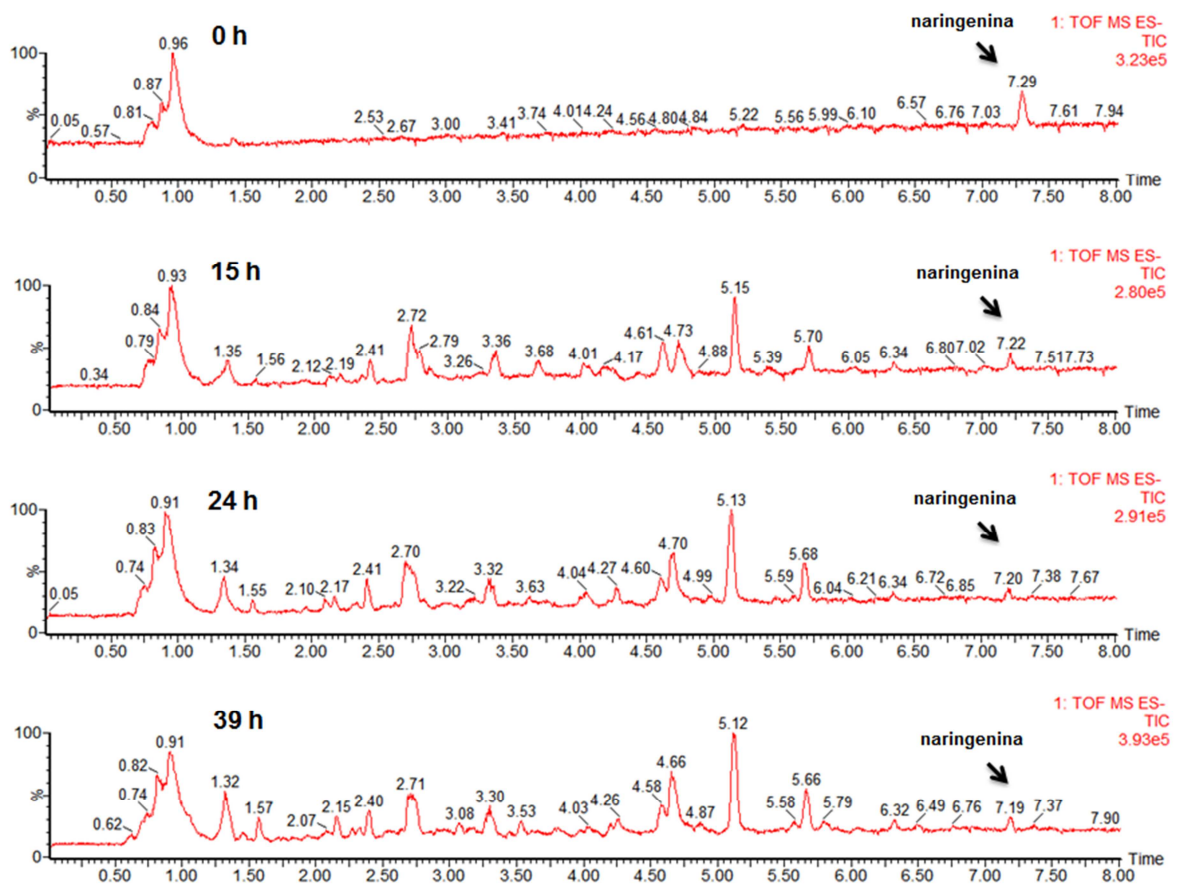 0 h
naringenina
1: TOF MS ES-
TIC
3.23e5
100
%
0
0.05 0.57 0.81 0.87 0.96 2.53 2.67 3.00 3.41 3.74 4.01 4.24 4.56 4.80 4.84 5.22 5.56 5.99 6.10 6.57 6.76 7.03 7.29 7.61 7.94
Time
0.50 1.00 1.50 2.00 2.50 3.00 3.50 4.00 4.50 5.00 5.50 6.00 6.50 7.00 7.50 8.00
15 h
naringenina
1: TOF MS ES-
TIC
2.80e5
100
%
0
0.34 0.79 0.84 0.93 1.35 1.56 2.12 2.19 2.41 2.72 2.79 3.26 3.36 3.68 4.01 4.17 4.61 4.73 4.88 5.15 5.39 5.70 6.05 6.34 6.80 7.02 7.22 7.51 7.73
Time
0.50 1.00 1.50 2.00 2.50 3.00 3.50 4.00 4.50 5.00 5.50 6.00 6.50 7.00 7.50 8.00
24 h
naringenina
1: TOF MS ES-
TIC
2.91e5
100
%
0
0.05 0.74 0.83 0.91 1.34 1.55 2.10 2.17 2.41 2.70 3.22 3.32 3.63 4.04 4.27 4.60 4.70 4.99 5.13 5.59 5.68 6.04 6.21 6.34 6.72 6.85 7.20 7.38 7.67
Time
0.50 1.00 1.50 2.00 2.50 3.00 3.50 4.00 4.50 5.00 5.50 6.00 6.50 7.00 7.50 8.00
39 h
naringenina
1: TOF MS ES-
TIC
3.93e5
100
%
0
0.62 0.74 0.82 0.91 1.32 1.57 2.07 2.15 2.40 2.71 3.08 3.30 3.53 4.03 4.26 4.58 4.66 4.87 5.12 5.58 5.66 5.79 6.32 6.49 6.76 7.19 7.37 7.90
Time
0.50 1.00 1.50 2.00 2.50 3.00 3.50 4.00 4.50 5.00 5.50 6.00 6.50 7.00 7.50 8.00